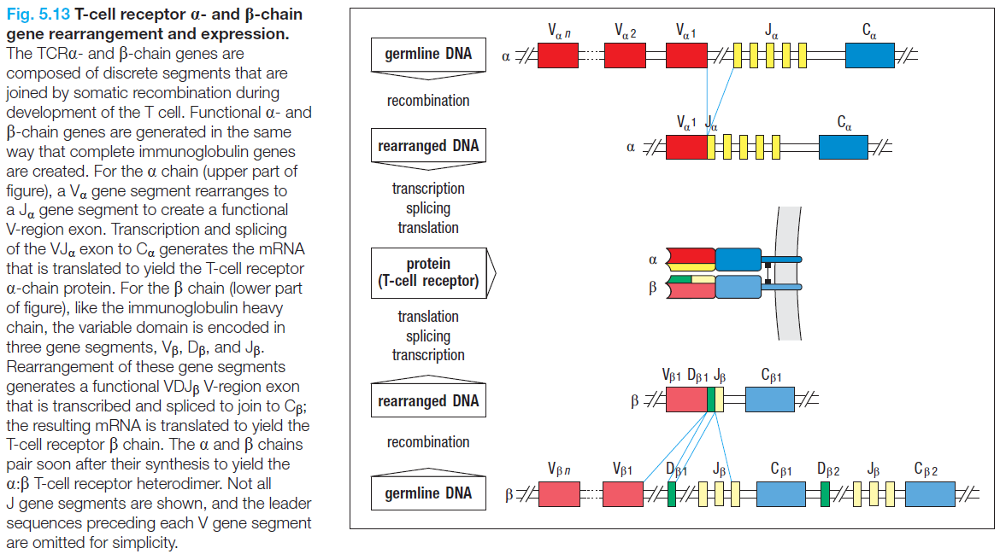 Fig. 5.13 T-cell receptor α- and β-chain
gene rearrangement and expression.
The TCRα- and β-chain genes are
composed of discrete segments that are
joined by somatic recombination during
development of the T cell. Functional α- and
β-chain genes are generated in the same
way that complete immunoglobulin genes
are created. For the α chain (upper part of
figure), a Vα gene segment rearranges to
a Jα gene segment to create a functional
V-region exon. Transcription and splicing
of the VJα exon to Cα generates the mRNA
that is translated to yield the T-cell receptor
α-chain protein. For the β chain (lower part
of figure), like the immunoglobulin heavy
chain, the variable domain is encoded in
three gene segments, Vβ, Dβ, and Jβ.
Rearrangement of these gene segments
generates a functional VDJβ V-region exon
that is transcribed and spliced to join to Cβ;
the resulting mRNA is translated to yield the
T-cell receptor β chain. The α and β chains
pair soon after their synthesis to yield the
α:β T-cell receptor heterodimer. Not all
J gene segments are shown, and the leader
sequences preceding each V gene segment
are omitted for simplicity.
Vα n Vα 2 Vα 1 Jα Cα
germline DNA α
recombination
Vα 1 Jα Cα
rearranged DNA α
transcription
splicing
translation
protein
(T-cell receptor)
α
β
translation
splicing
transcription
Vβ1 Dβ1 Jβ Cβ1
rearranged DNA β
recombination
Vβ n Vβ1 Dβ1 Jβ Cβ1 Dβ2 Jβ Cβ2
germline DNA β